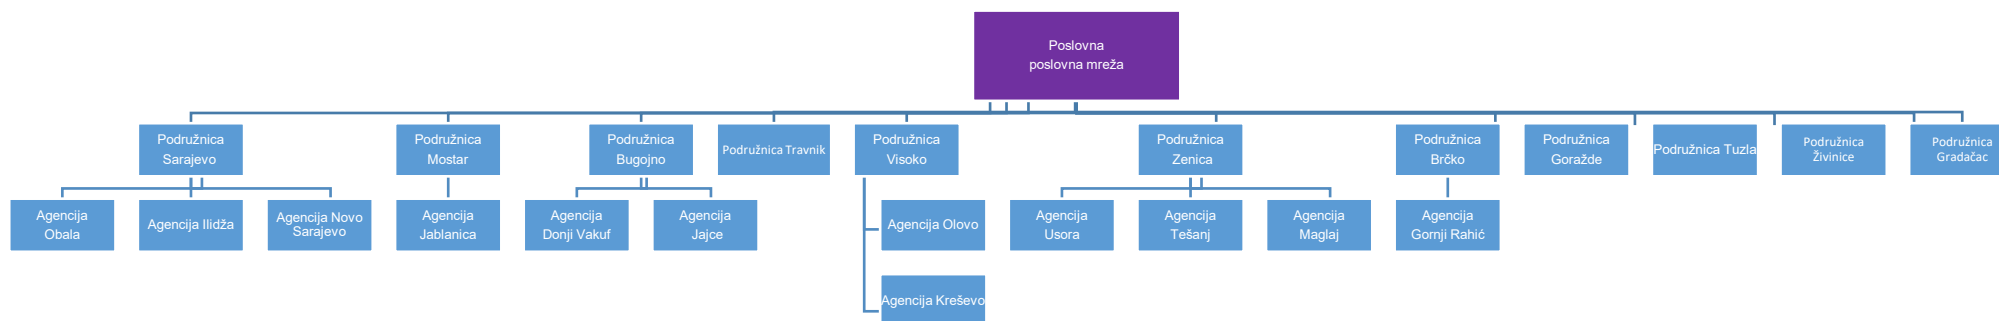 Poslovna
poslovna mreža
Podružnica
Sarajevo
Podružnica
Mostar
Podružnica
Bugojno
Podružnica Travnik
Podružnica
Visoko
Podružnica
Zenica
Podružnica
Brčko
Podružnica
Goražde
Podružnica Tuzla
Podružnica
Živinice
Podružnica
Gradačac
Agencija
Obala
Agencija Ilidža
Agencija Novo
Sarajevo
Agencija
Jablanica
Agencija
Donji Vakuf
Agencija
Jajce
Agencija Olovo
Agencija
Usora
Agencija
Tešanj
Agencija
Maglaj
Agencija
Gornji Rahić
Agencija Kreševo